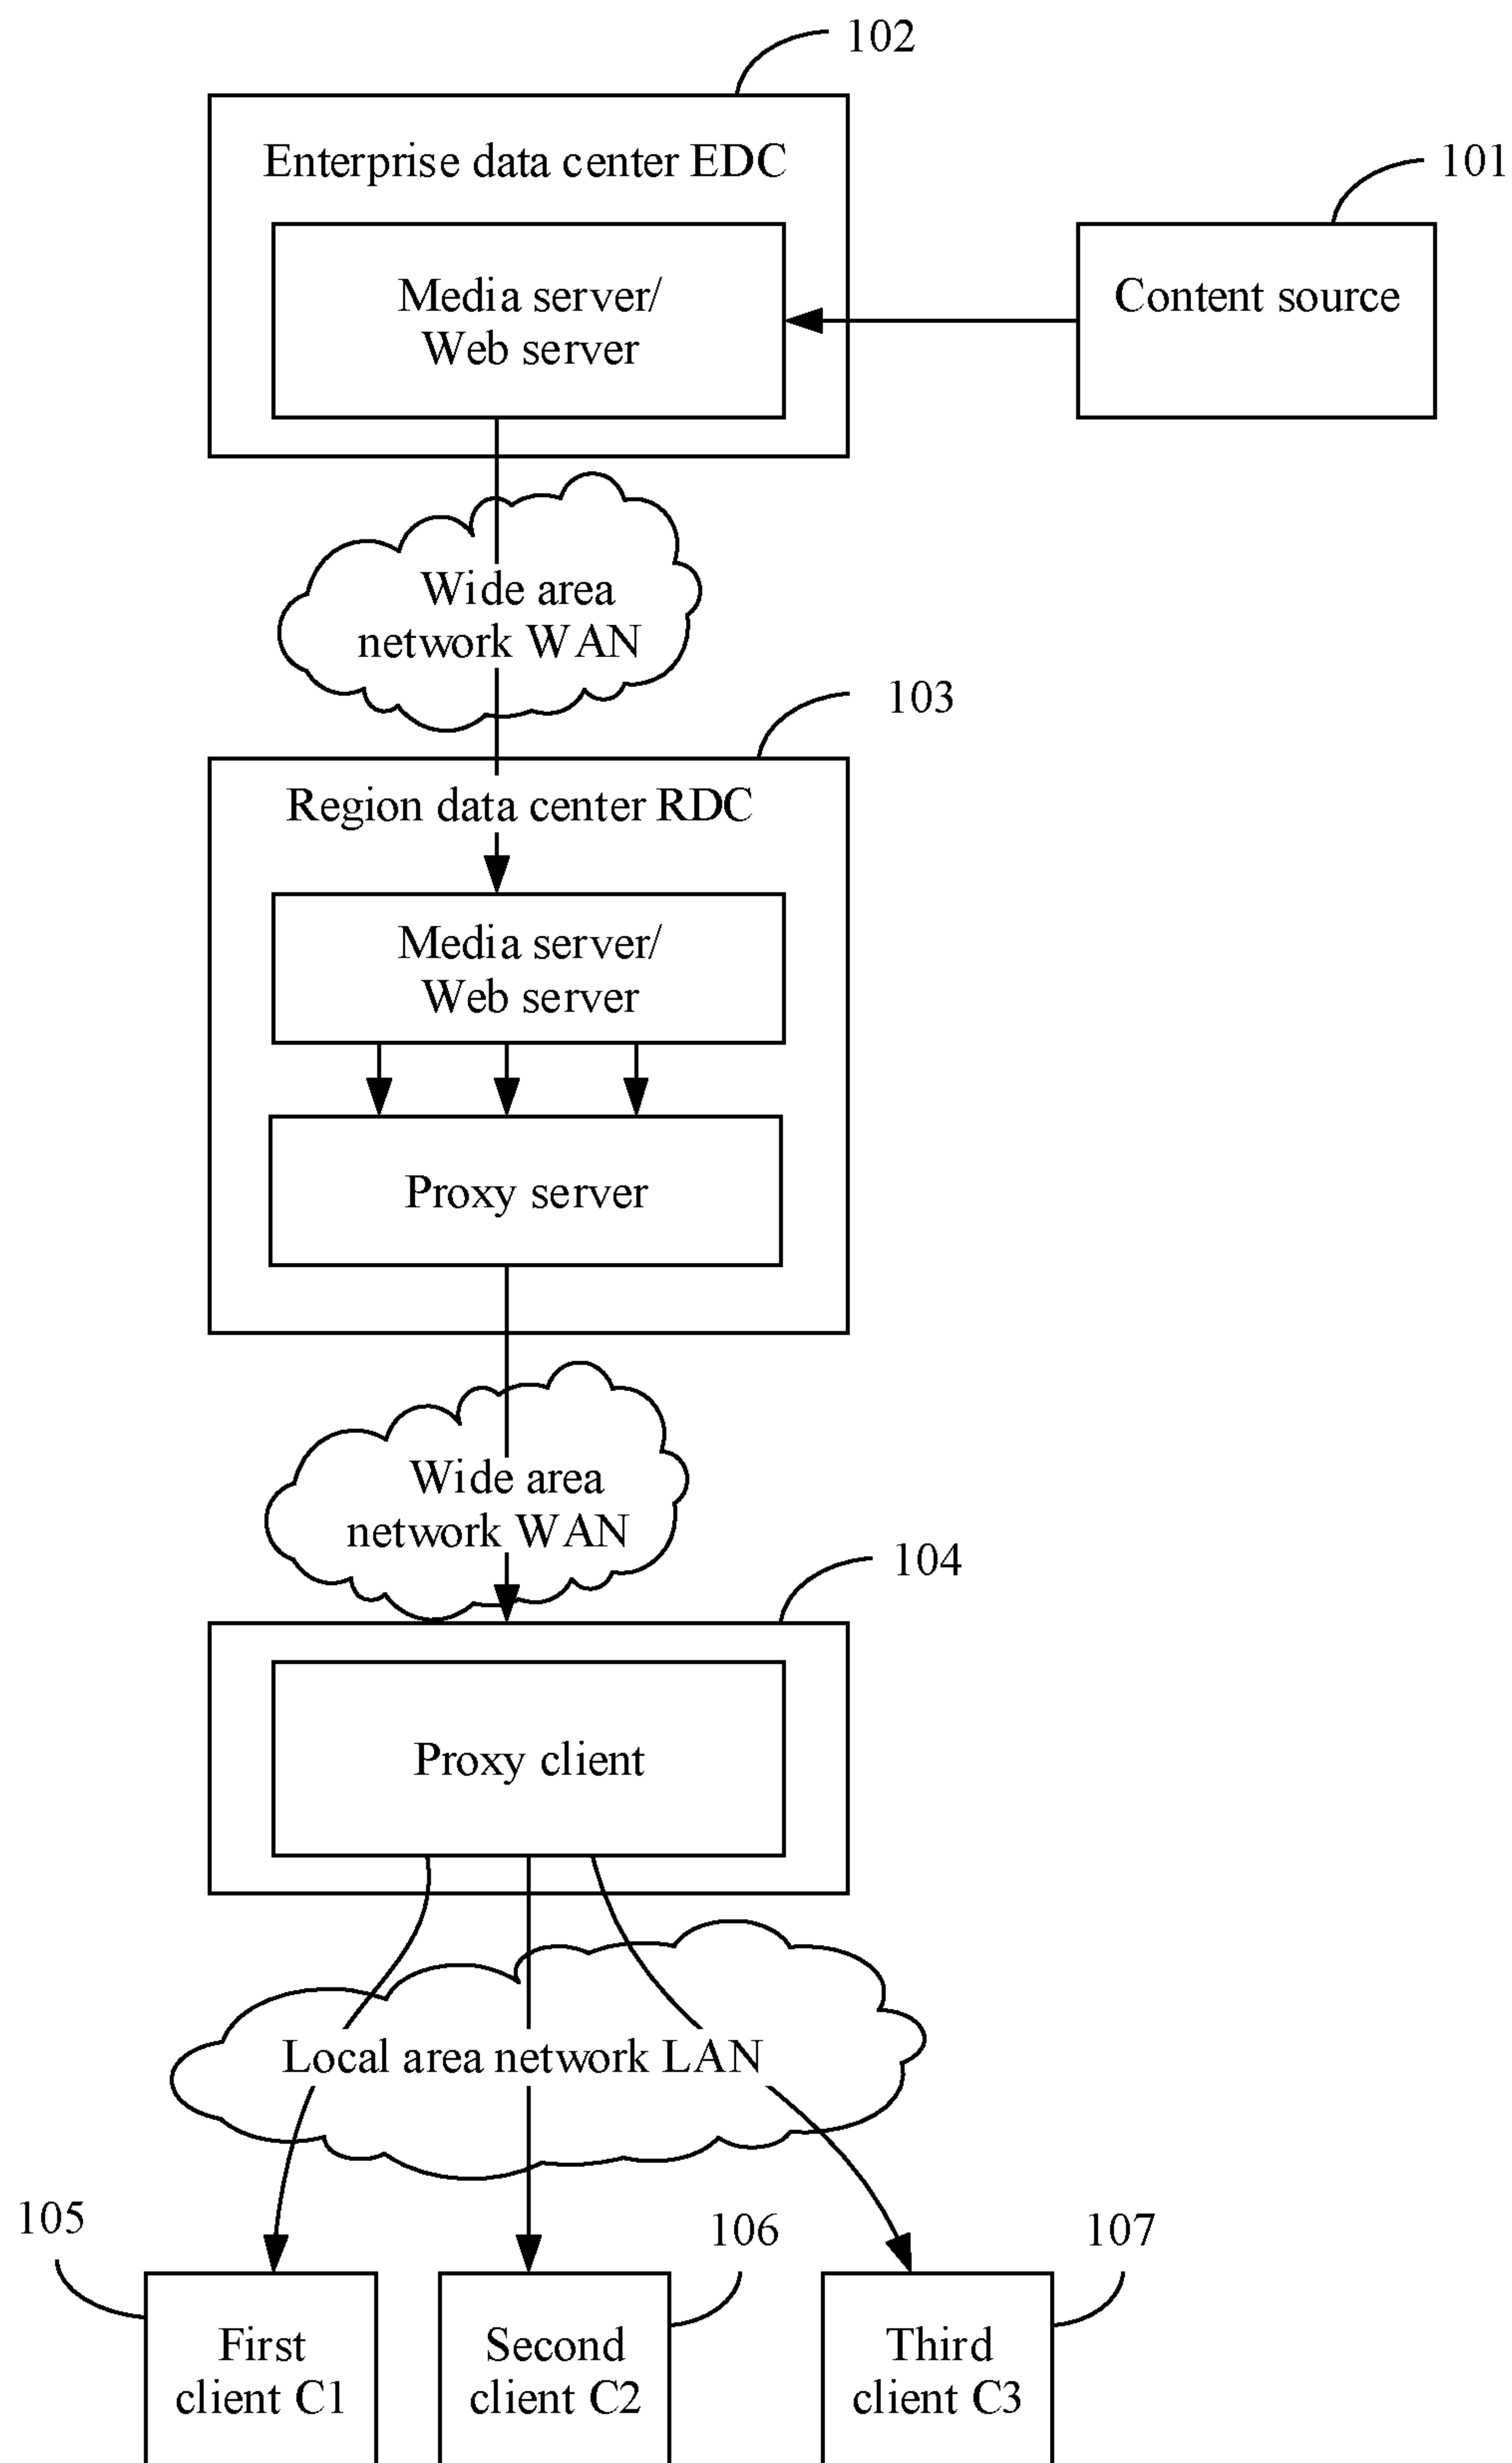 102
Enterprise data center EDC
101
Media server/
Web server
Content source
Wide area
network WAN
103
Region data center RDC
Media server/
Web server
Proxy server
Wide area
network WAN
104
Proxy client
Local area network LAN
105
106
107
First
client C1
Second
client C2
Third
client C3